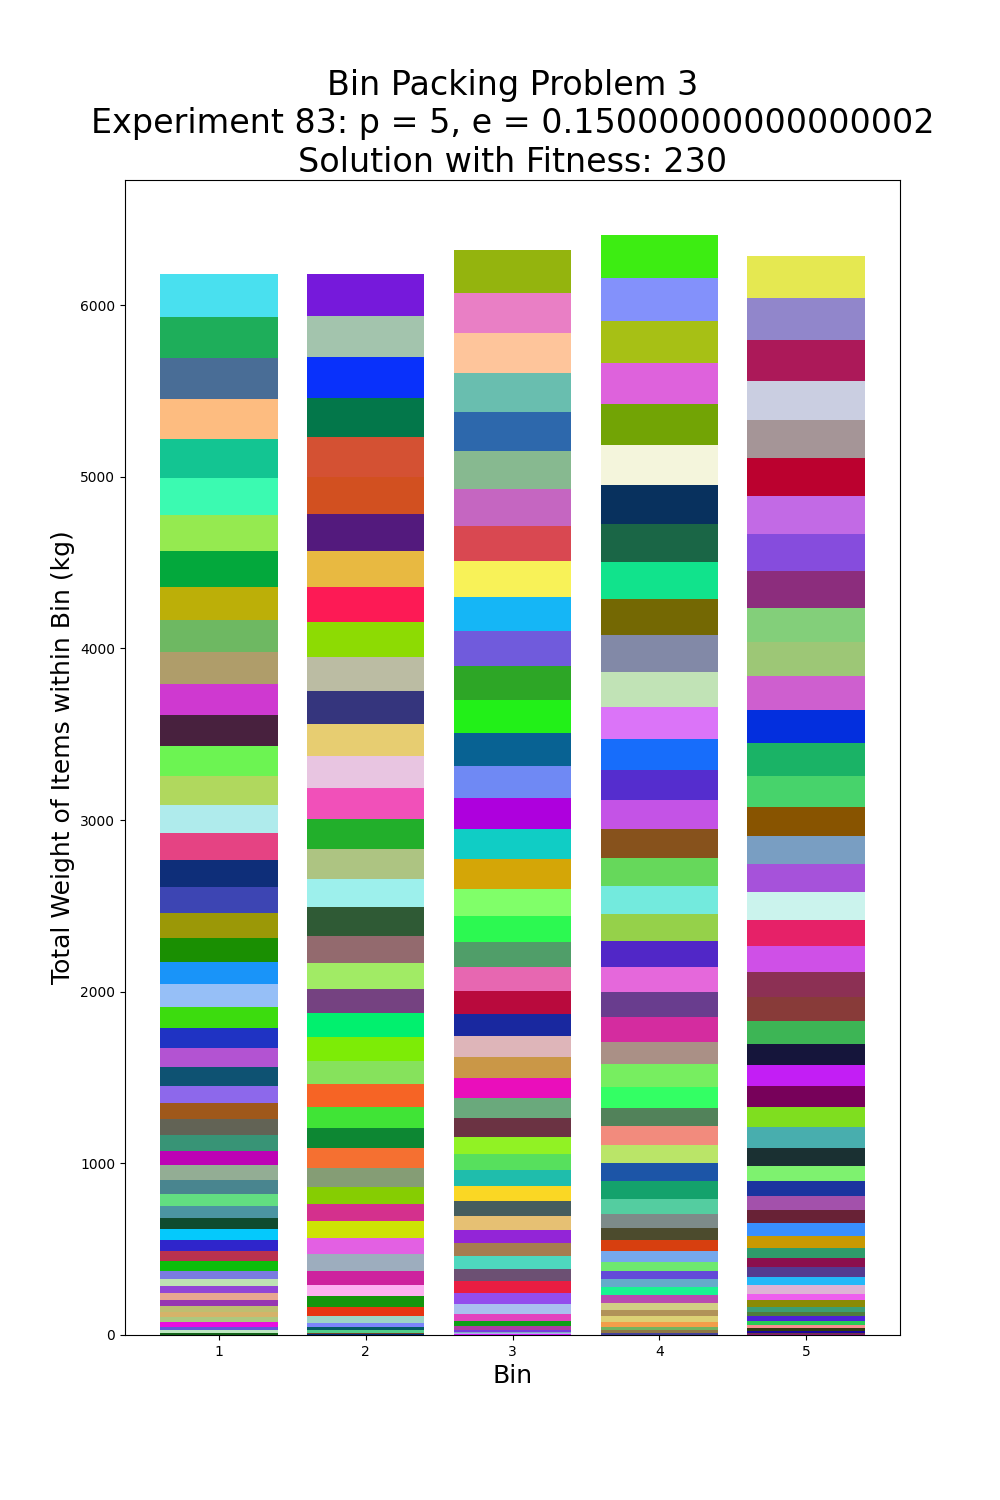 Bin Packing Problem 3
Experiment 83: p = 5, e = 0.15000000000000002
Solution with Fitness: 230
Total Weight of Items within Bin (kg)
6000
5000
4000
3000
2000
1000
0
1 2 3 4 5
Bin